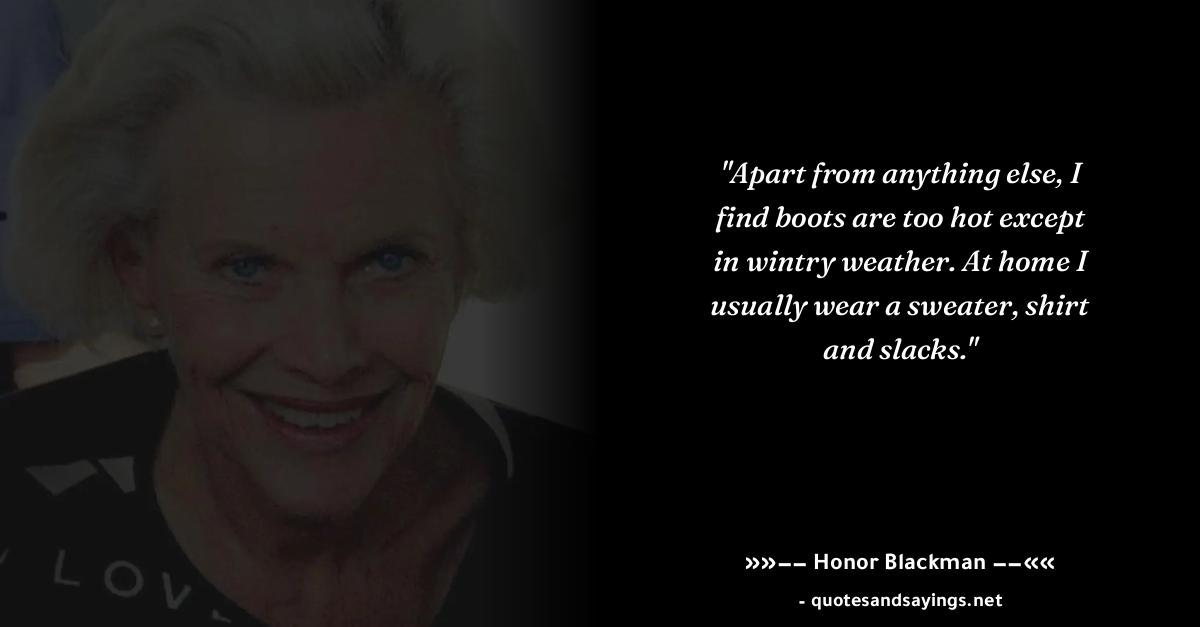 "Apart from anything else, I
find boots are too hot except
in wintry weather. At home I
usually wear a sweater, shirt
and slacks."
LOV
»»–– Honor Blackman ––««
- quotesandsayings.net